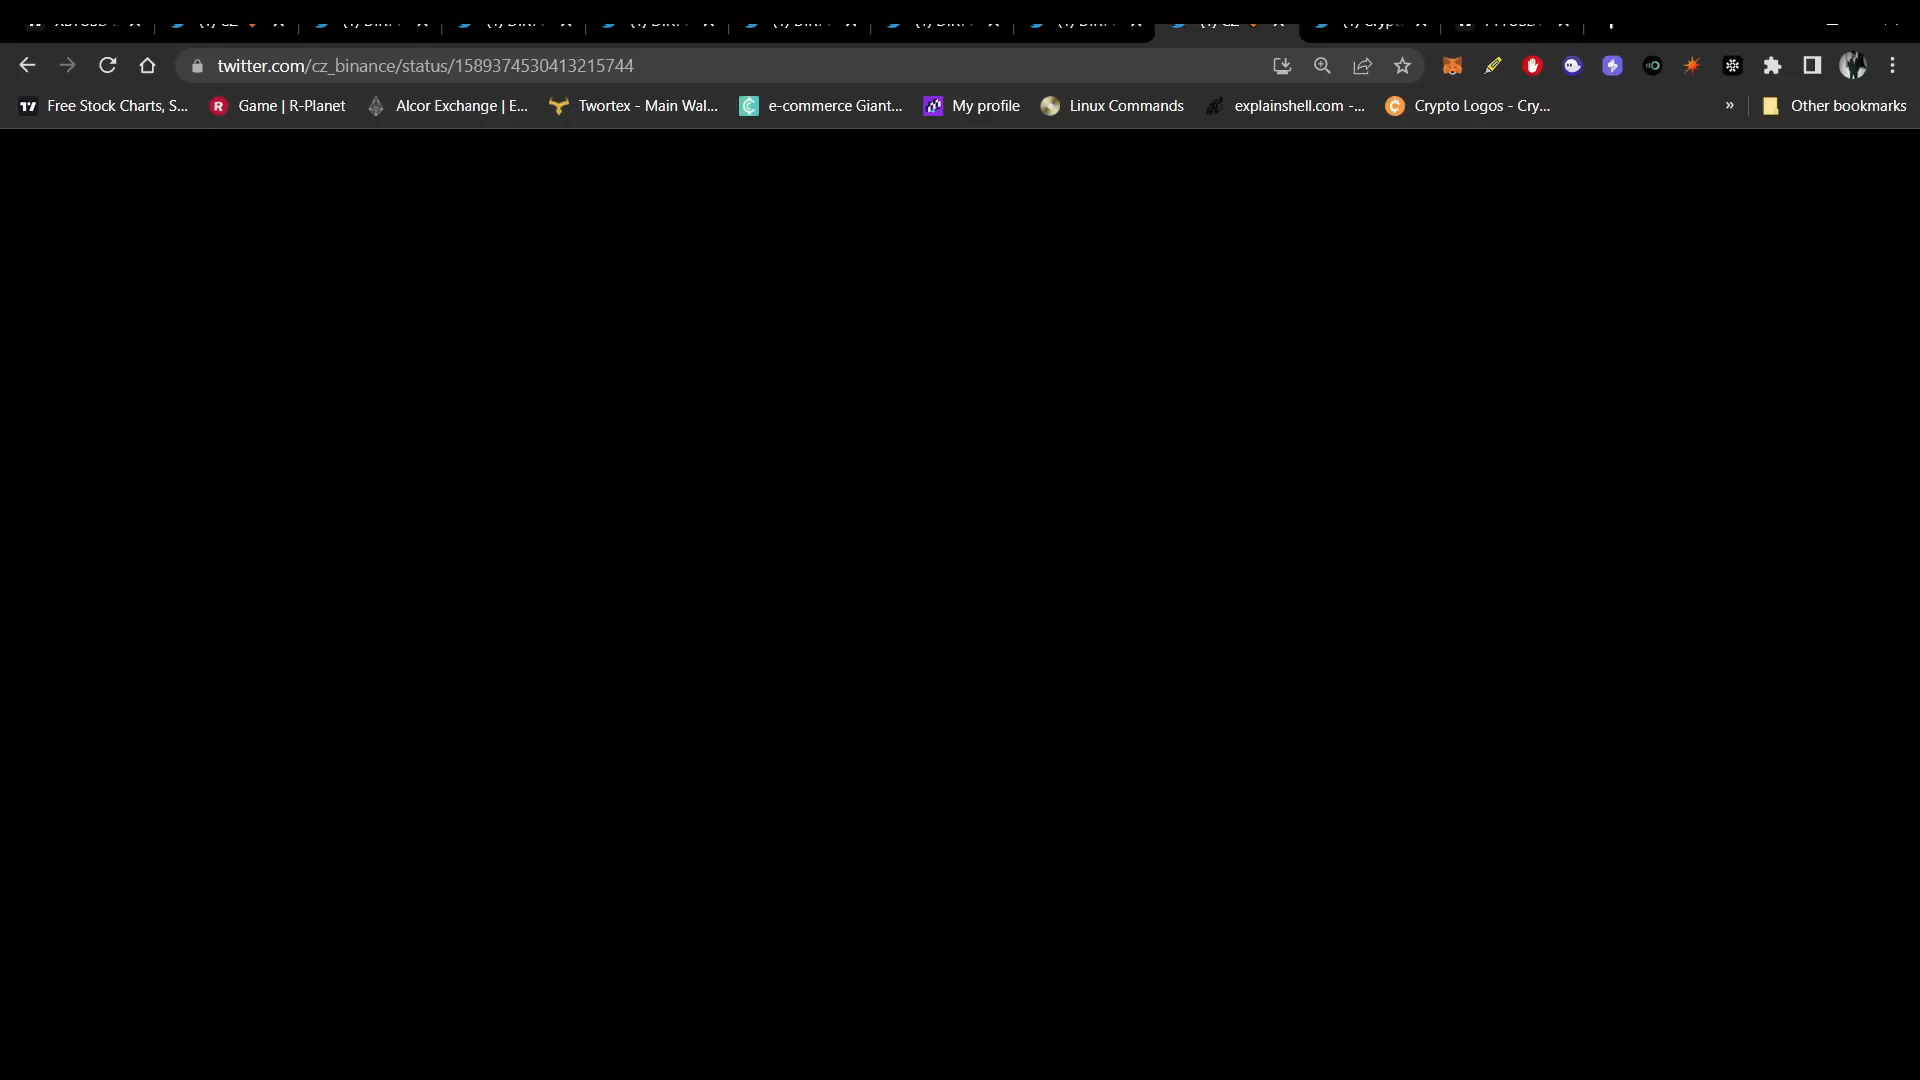 twitter.com/cz_binance/status/1589374530413215744
Free Stock Charts, S... Game | R-Planet Alcor Exchange | E... Twortex - Main Wal... e-commerce Giant... My profile Linux Commands explainshell.com -... Crypto Logos - Cry... » Other bookmarks